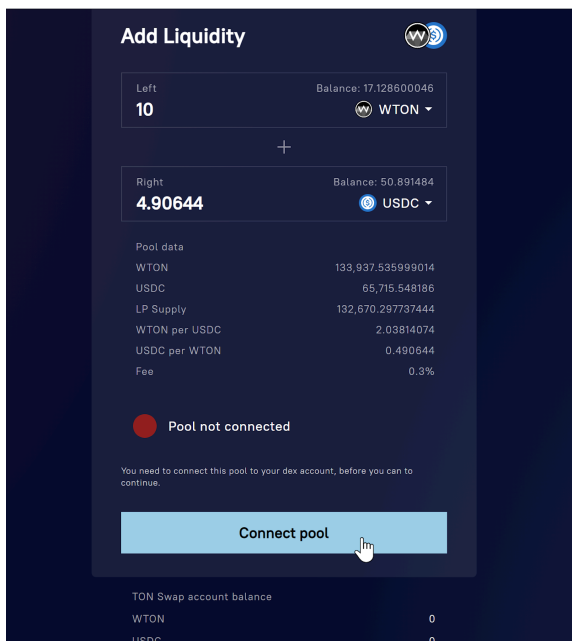 Add Liquidity
Left Balance: 17.128600046
10 WTON
+
Right Balance: 50.891484
4.90644 USDC
Pool data
WTON 133,937.535999014
USDC 65,715.548186
LP Supply 132,670.297737444
WTON per USDC 2.03814074
USDC per WTON 0.490644
Fee 0.3%
Pool not connected
You need to connect this pool to your dex account, before you can to
continue.
Connect pool
TON Swap account balance
WTON 0
USDC 0